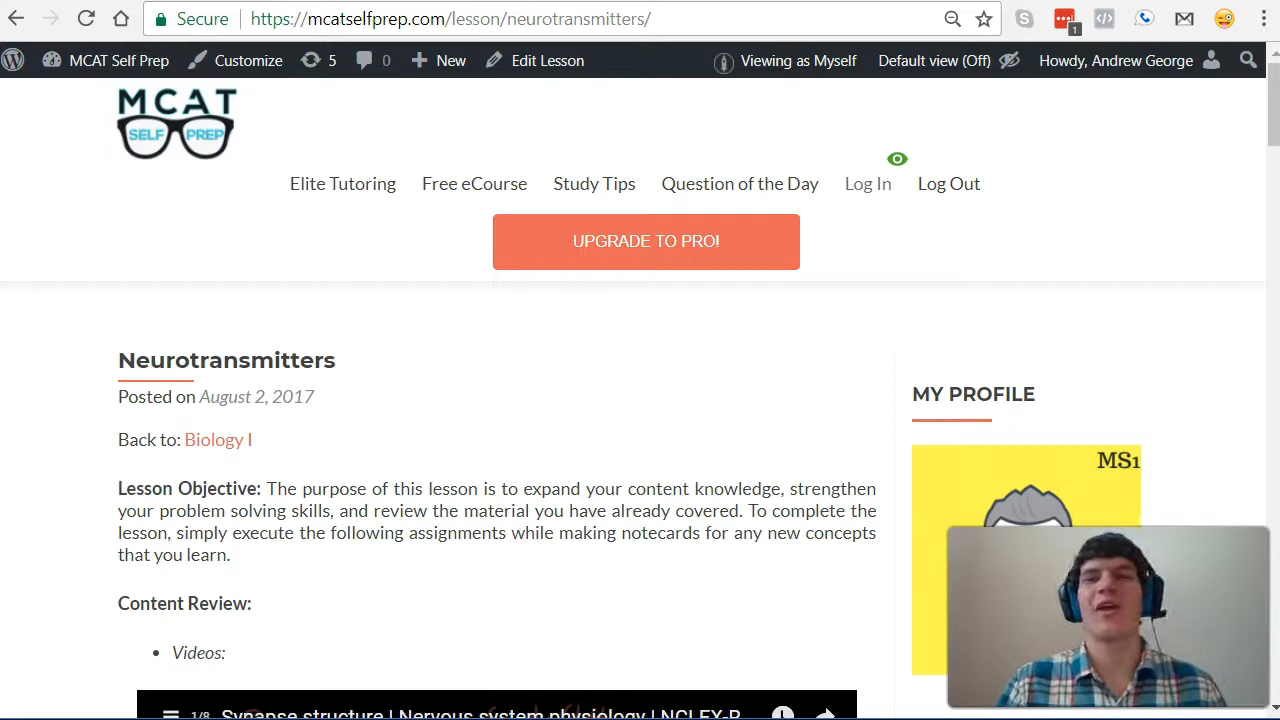 Secure https://mcatselfprep.com/lesson/neurotransmitters/
1
MCAT Self Prep Customize 5 0 New Edit Lesson Viewing as Myself Default view (Off) Howdy, Andrew George
MCAT
SELF PREP
Elite Tutoring Free eCourse Study Tips Question of the Day Log In Log Out
UPGRADE TO PRO!
Neurotransmitters
Posted on August 2, 2017
Back to: Biology I
Lesson Objective: The purpose of this lesson is to expand your content knowledge, strengthen
your problem solving skills, and review the material you have already covered. To complete the
lesson, simply execute the following assignments while making notecards for any new concepts
that you learn.
Content Review:
• Videos:
1/8 Synapse structure | Nervous system physiology | NCLEX-R
MY PROFILE
MS1